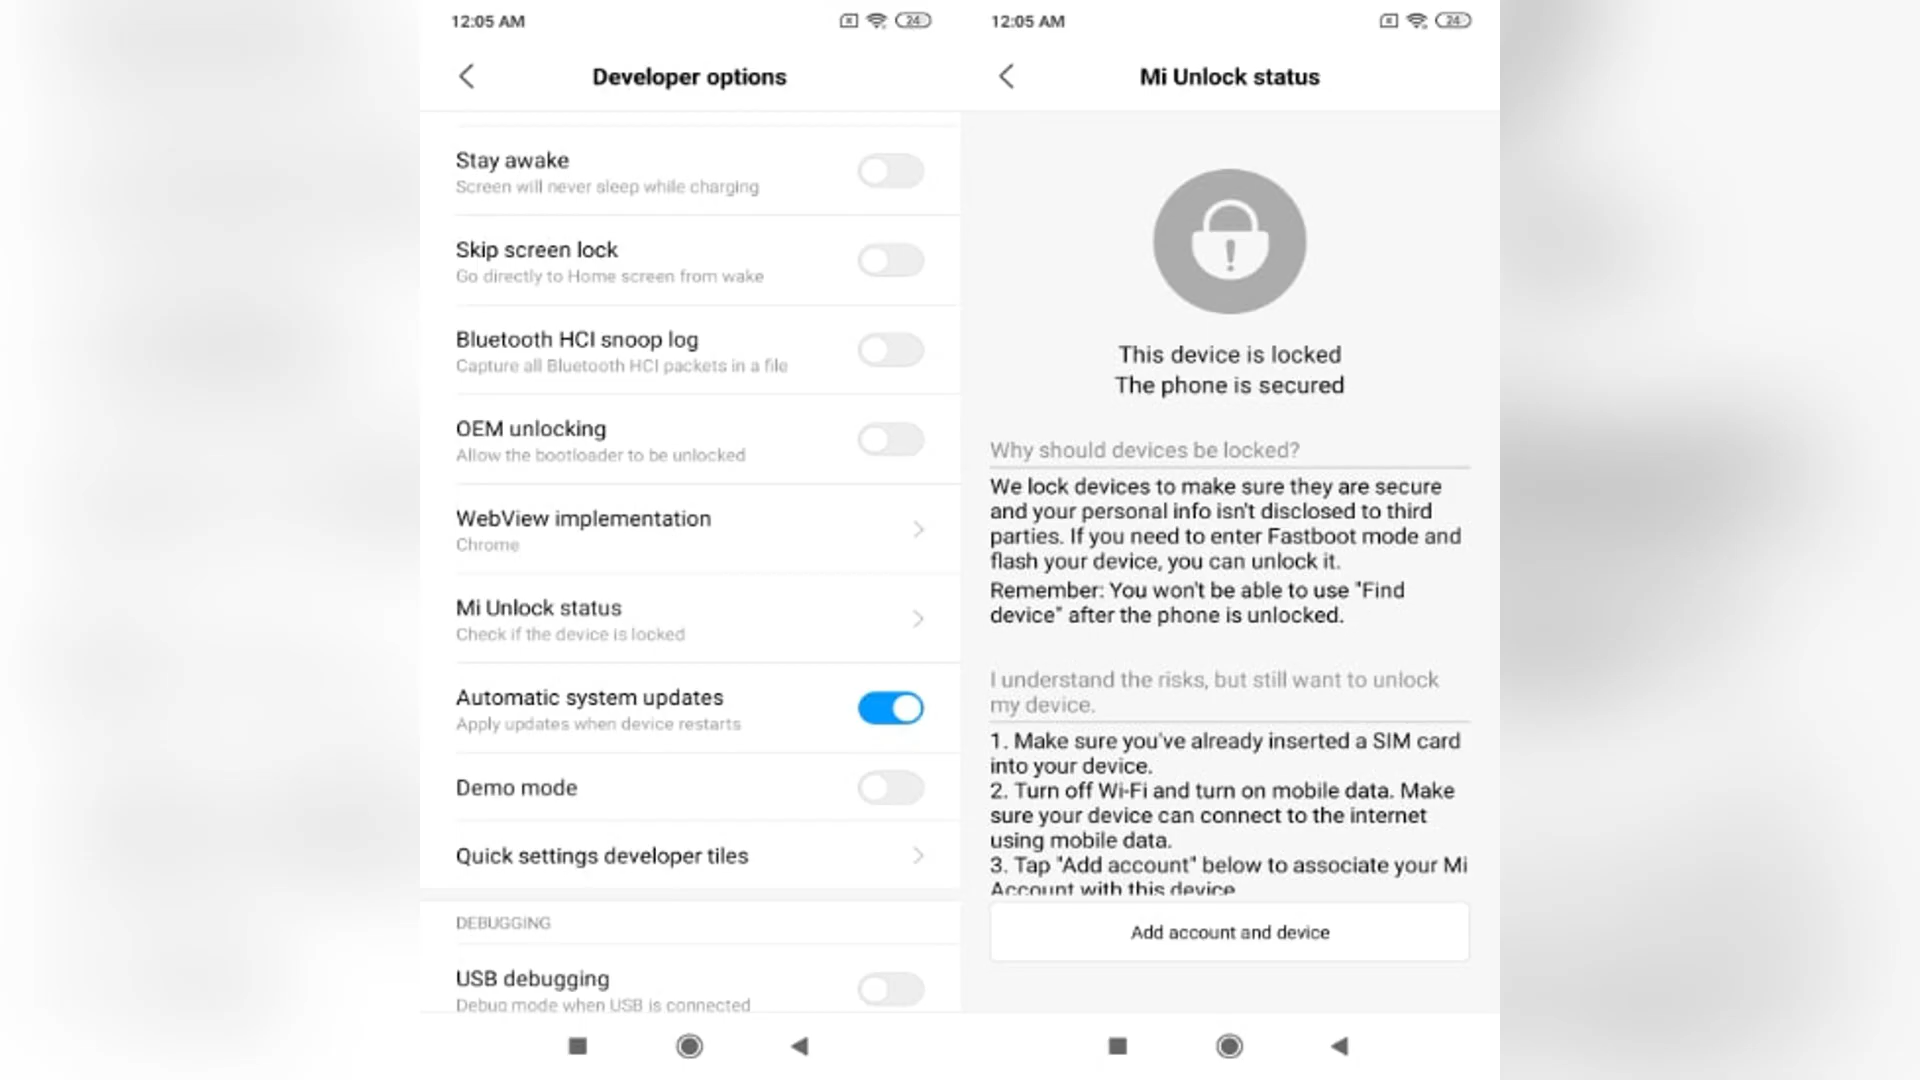 12:05 AM
24
Developer options
Stay awake
Screen will never sleep while charging
Skip screen lock
Go directly to Home screen from wake
Bluetooth HCI snoop log
Capture all Bluetooth HCI packets in a file
OEM unlocking
Allow the bootloader to be unlocked
WebView implementation
Chrome
Mi Unlock status
Check if the device is locked
Automatic system updates
Apply updates when device restarts
Demo mode
Quick settings developer tiles
DEBUGGING
USB debugging
Debug mode when USB is connected
12:05 AM
24
Mi Unlock status
This device is locked
The phone is secured
Why should devices be locked?
We lock devices to make sure they are secure
and your personal info isn't disclosed to third
parties. If you need to enter Fastboot mode and
flash your device, you can unlock it.
Remember: You won't be able to use "Find
device" after the phone is unlocked.
I understand the risks, but still want to unlock
my device.
1. Make sure you've already inserted a SIM card
into your device.
2. Turn off Wi-Fi and turn on mobile data. Make
sure your device can connect to the internet
using mobile data.
3. Tap "Add account" below to associate your Mi
Account with this device
Add account and device